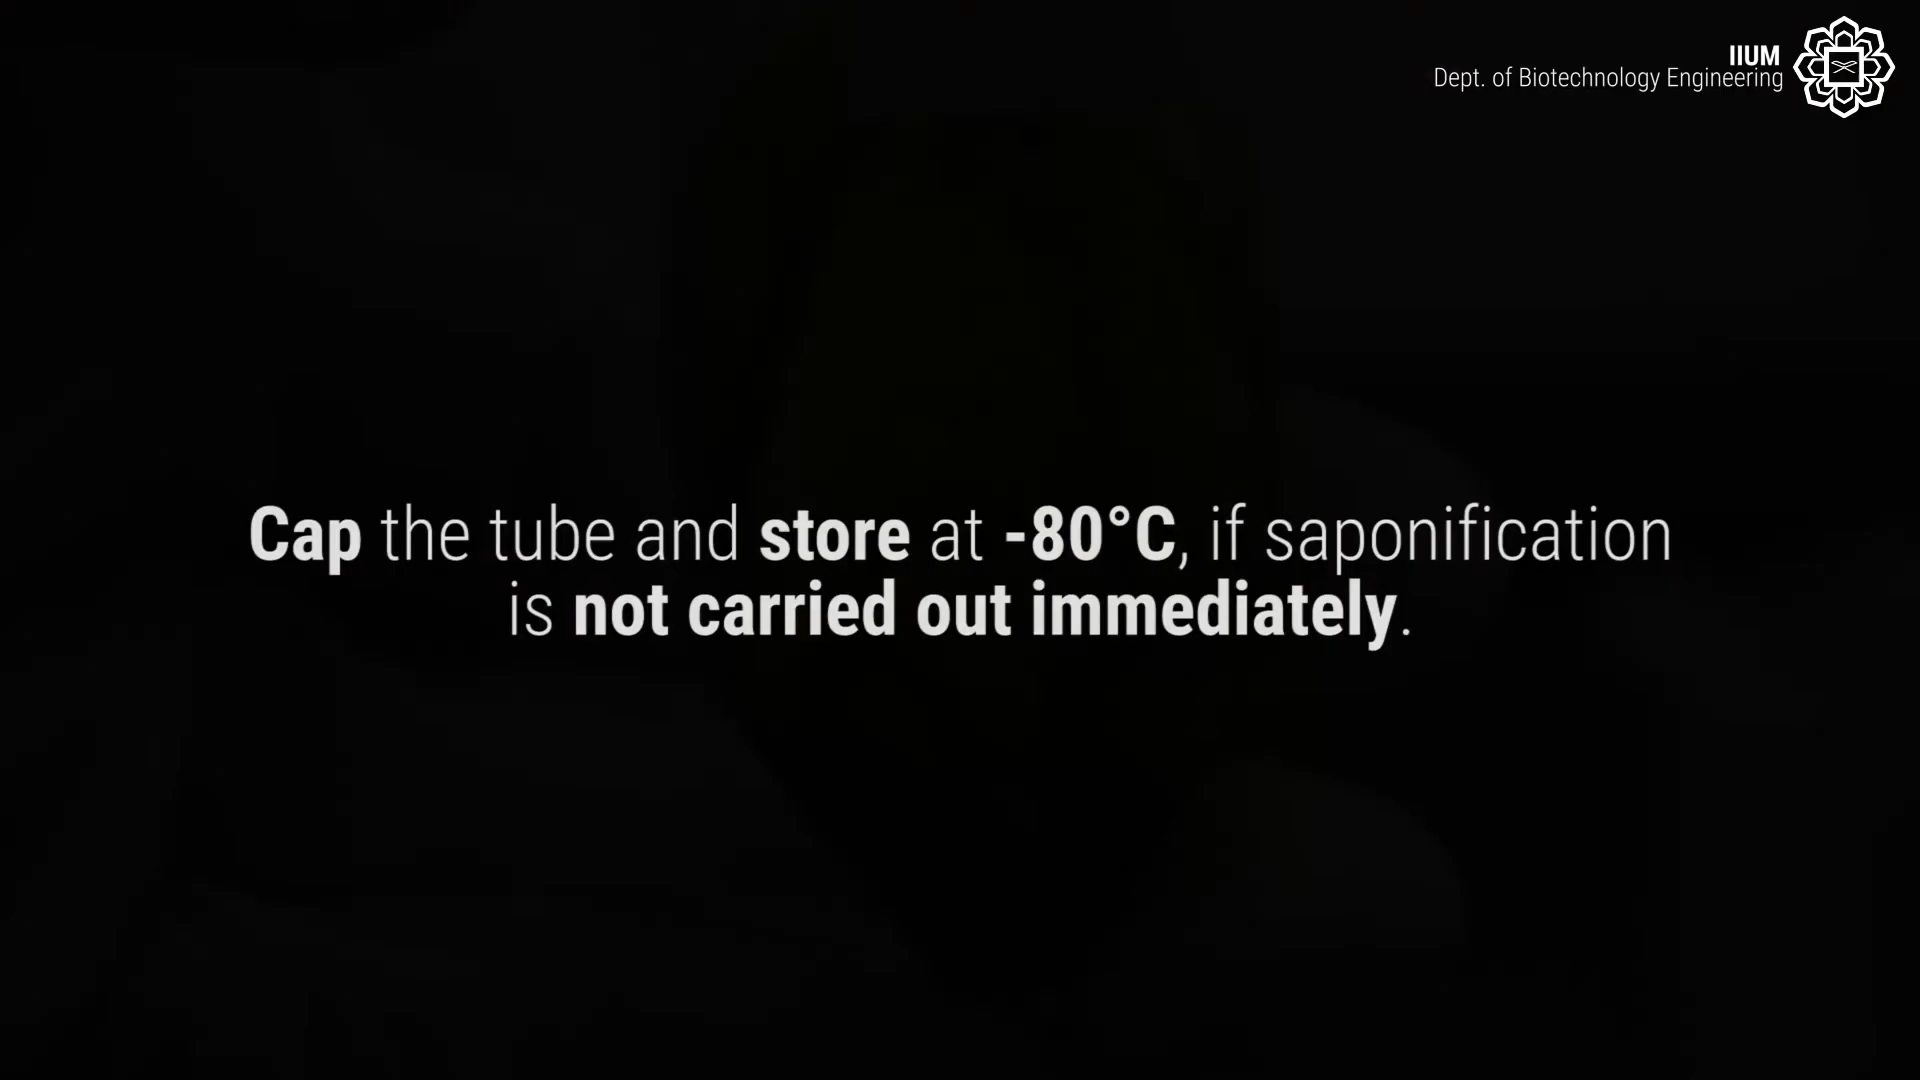 IIUM
Dept. of Biotechnology Engineering
Cap the tube and store at -80°C, if saponification
is not carried out immediately.